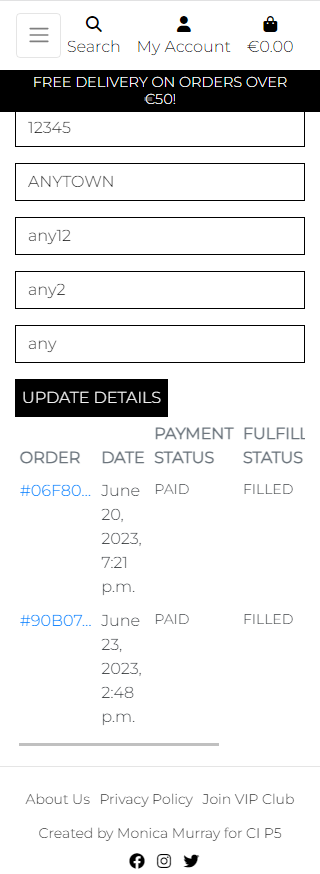 Search My Account €0.00
FREE DELIVERY ON ORDERS OVER
€50!
12345
ANYTOWN
any12
any2
any
UPDATE DETAILS
PAYMENT FULFILL
ORDER DATE STATUS STATUS
#06F80... June PAID FILLED
20,
2023,
7:21
p.m.
#90B07... June PAID FILLED
23,
2023,
2:48
p.m.
About Us Privacy Policy Join VIP Club
Created by Monica Murray for CI P5